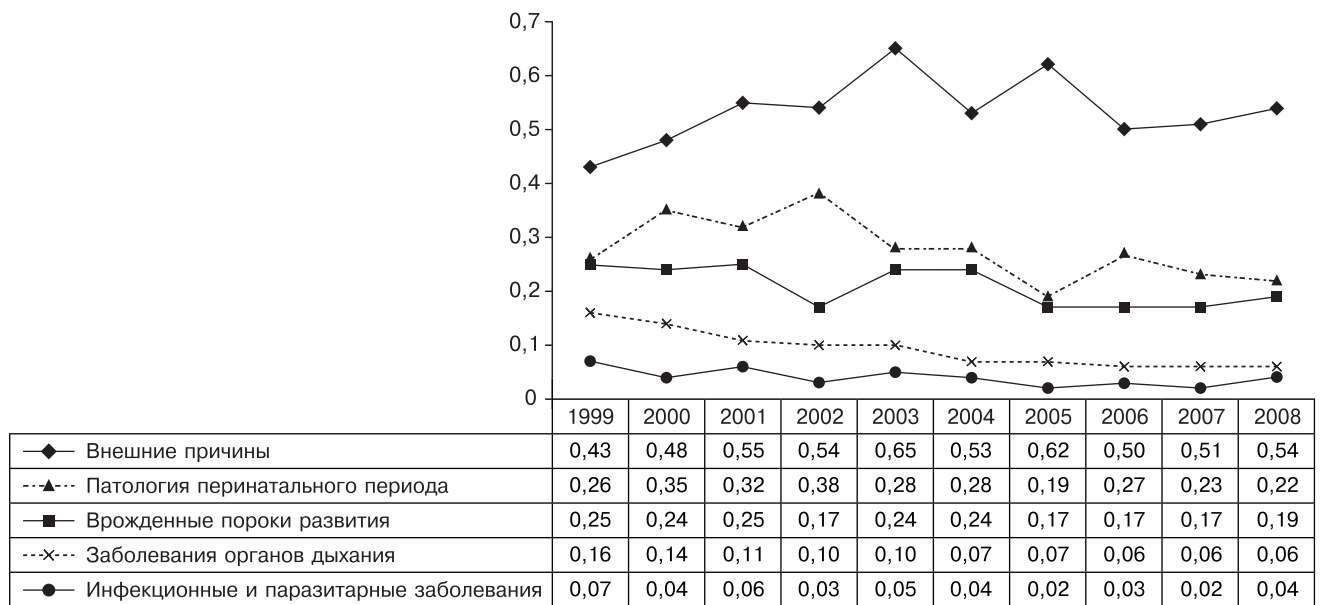 0,7
0,6
0,5
0,4
0,3
0,2
0,1
0
1999 2000 2001 2002 2003 2004 2005 2006 2007 2008
Внешние причины 0,43 0,48 0,55 0,54 0,65 0,53 0,62 0,50 0,51 0,54
Патология перинатального периода 0,26 0,35 0,32 0,38 0,28 0,28 0,19 0,27 0,23 0,22
Врожденные пороки развития 0,25 0,24 0,25 0,17 0,24 0,24 0,17 0,17 0,17 0,19
Заболевания органов дыхания 0,16 0,14 0,11 0,10 0,10 0,07 0,07 0,06 0,06 0,06
Инфекционные и паразитарные заболевания 0,07 0,04 0,06 0,03 0,05 0,04 0,02 0,03 0,02 0,04